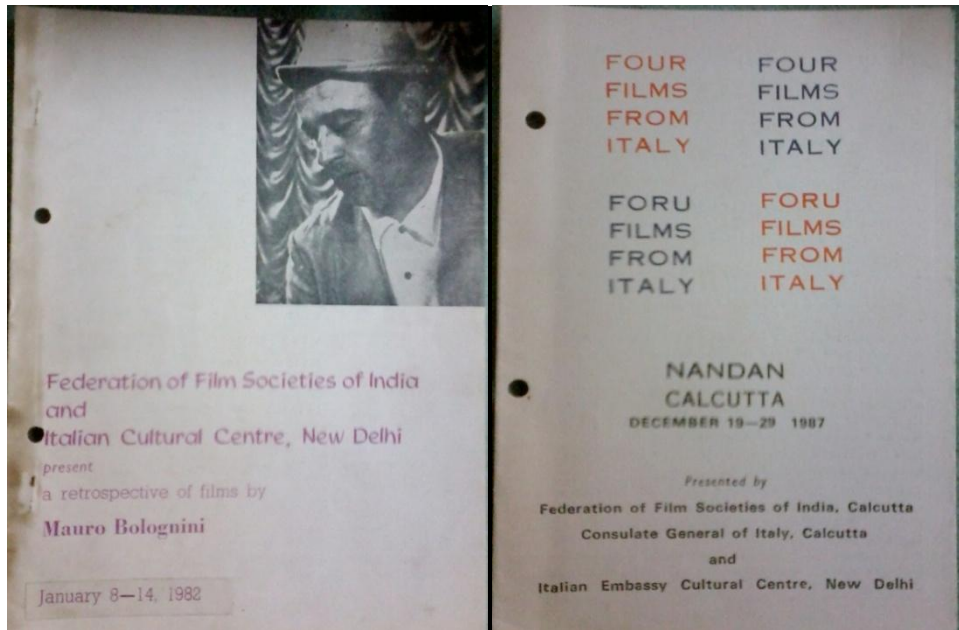 Federation of Film Societies of India
and
Italian Cultural Centre, New Delhi
present
a retrospective of films by
Mauro Bolognini
January 8—14, 1982
FOUR
FILMS
FROM
ITALY
FOUR
FILMS
FROM
ITALY
FORU
FILMS
FROM
ITALY
FORU
FILMS
FROM
ITALY
NANDAN
CALCUTTA
DECEMBER 19—29 1987
Presented by
Federation of Film Societies of India, Calcutta
Consulate General of Italy, Calcutta
and
Italian Embassy Cultural Centre, New Delhi